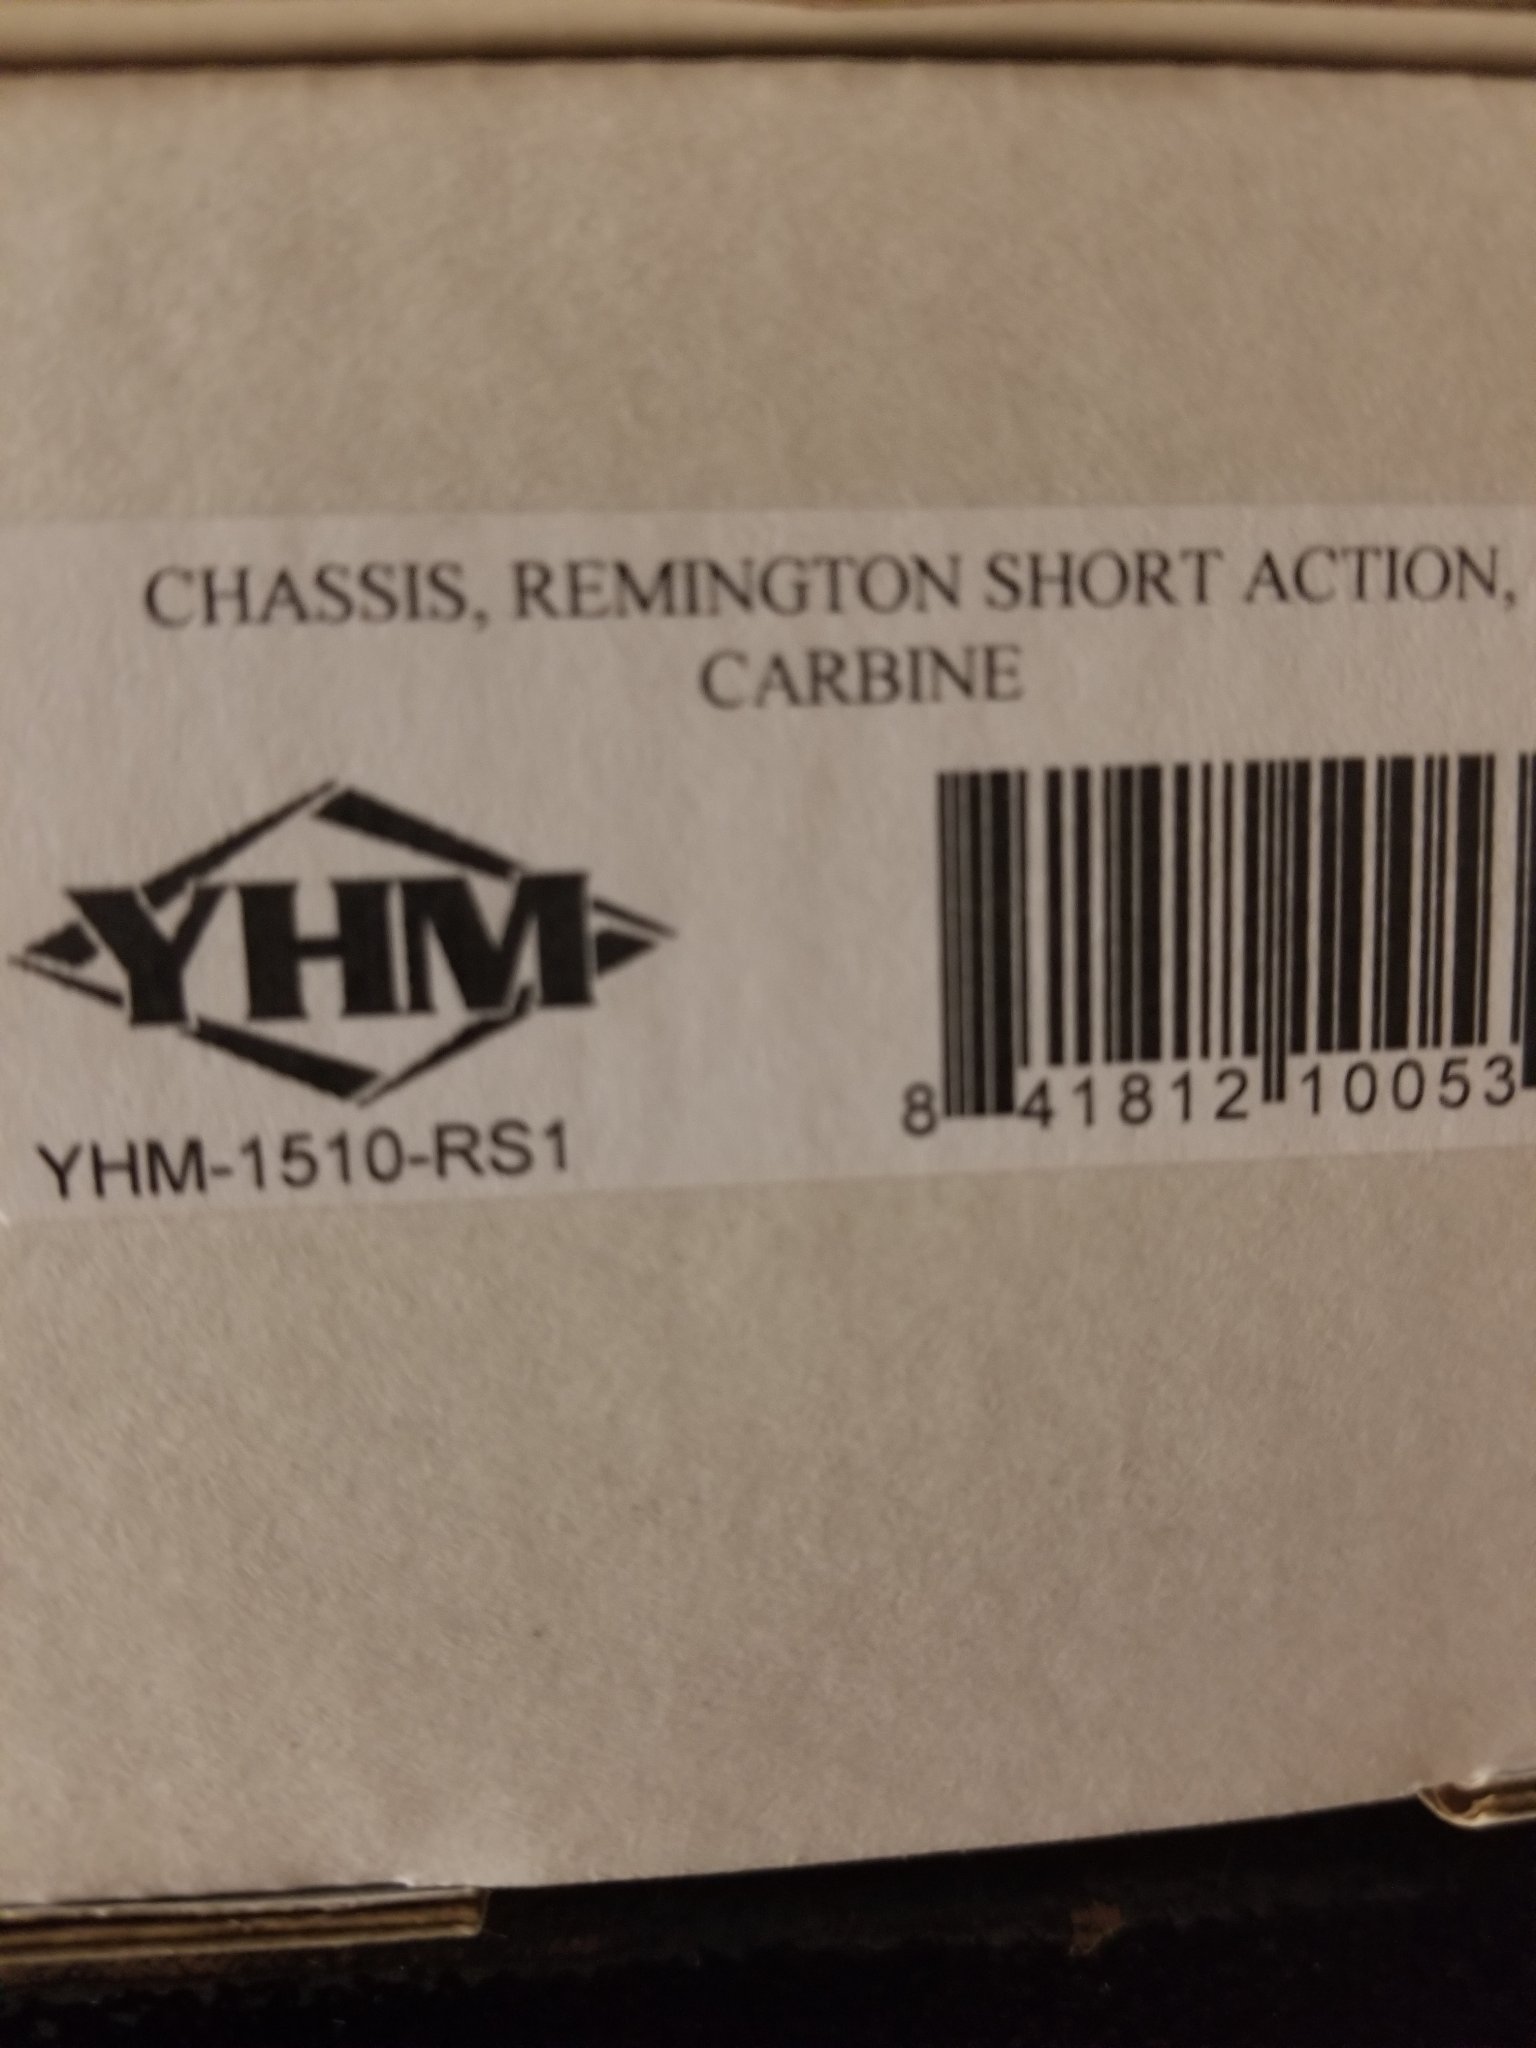 CHASSIS, REMINGTON SHORT ACTION,
CARBINE
YHM
8 41812 10053
YHM-1510-RS1